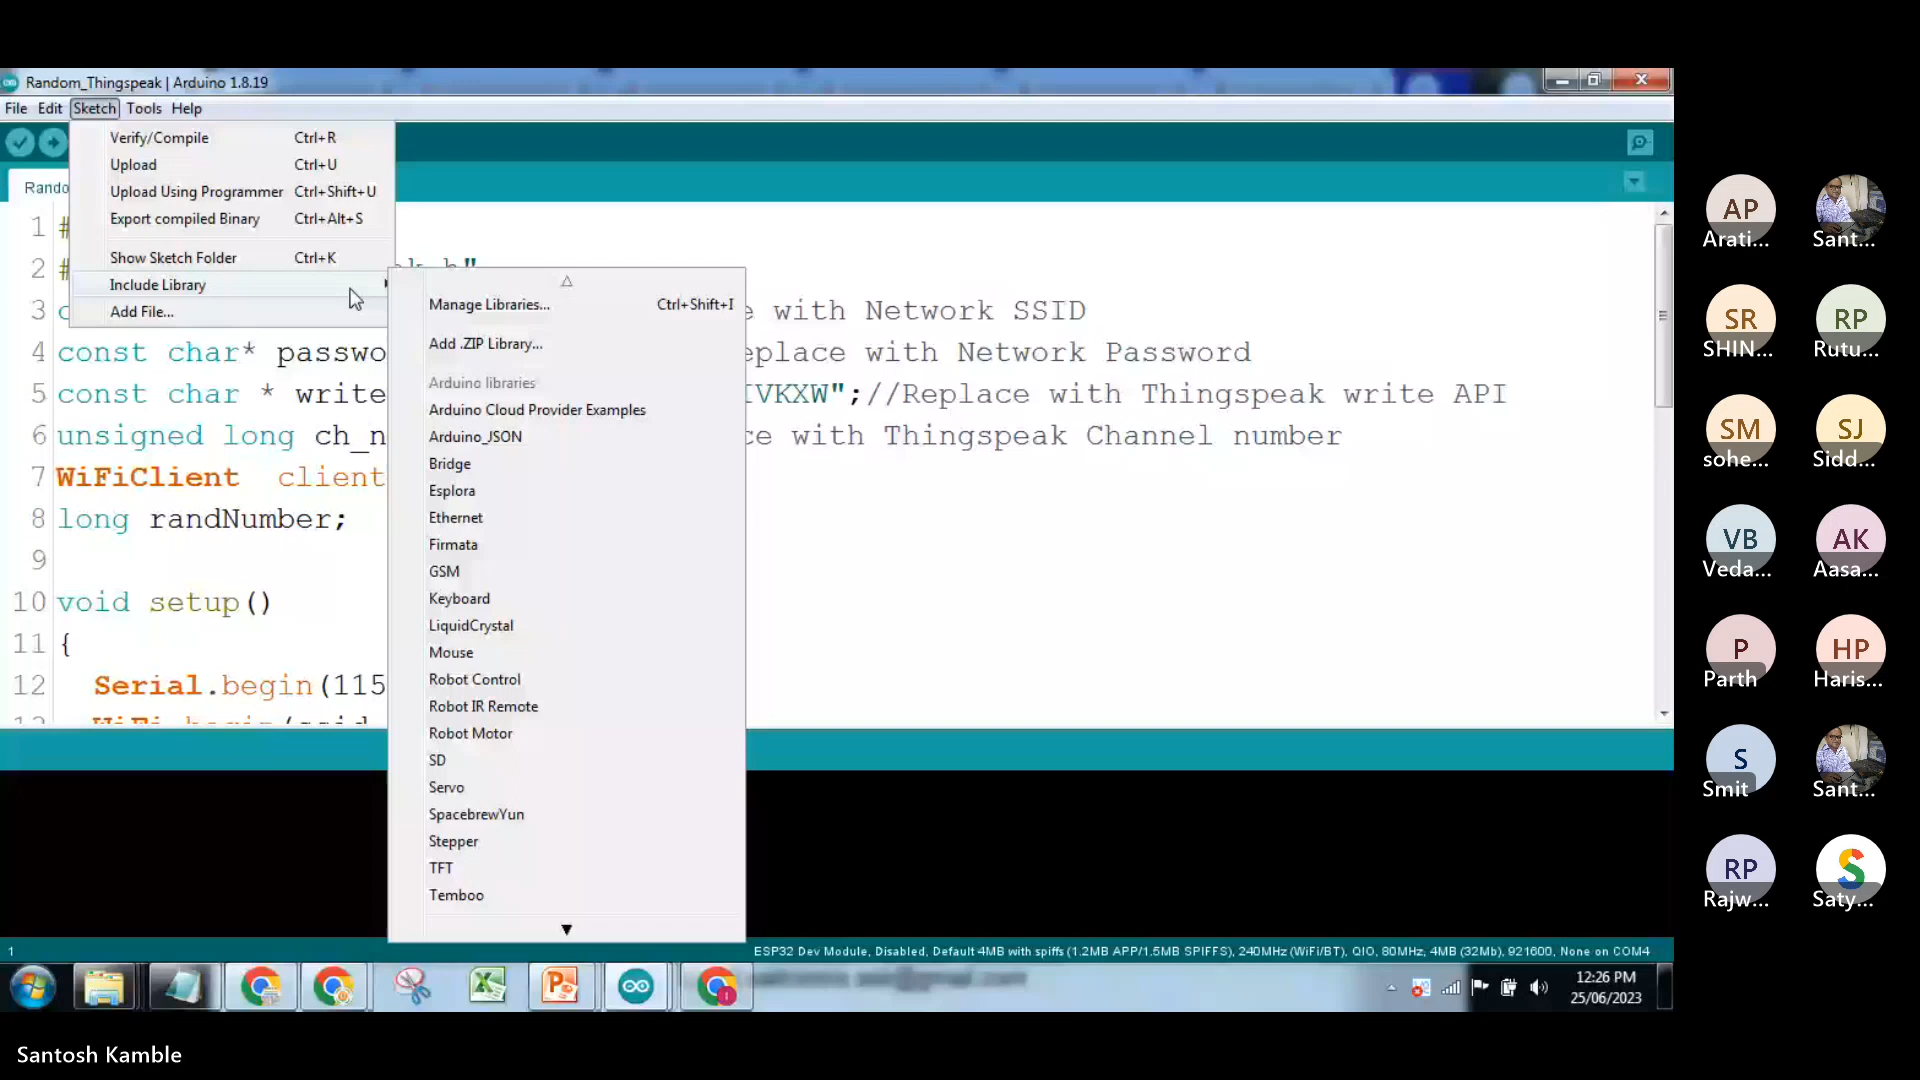 Random_Thingspeak | Arduino 1.8.19
File Edit Sketch Tools Help
Verify/Compile Ctrl+R
Upload Ctrl+U
Upload Using Programmer Ctrl+Shift+U
Export compiled Binary Ctrl+Alt+S
Show Sketch Folder Ctrl+K
Include Library
Add File...
Rando
1 #
2 #
3 c e with Network SSID
4 const char* passwo eplace with Network Password
5 const char * write IVKXW";//Replace with Thingspeak write API
6 unsigned long ch_n ce with Thingspeak Channel number
7 WiFiClient client
8 long randNumber;
9
10 void setup()
11 {
12 Serial.begin(115
Manage Libraries... Ctrl+Shift+I
Add .ZIP Library...
Arduino libraries
Arduino Cloud Provider Examples
Arduino_JSON
Bridge
Esplora
Ethernet
Firmata
GSM
Keyboard
LiquidCrystal
Mouse
Robot Control
Robot IR Remote
Robot Motor
SD
Servo
SpacebrewYun
Stepper
TFT
Temboo
1 ESP32 Dev Module, Disabled, Default 4MB with spiffs (1.2MB APP/1.5MB SPIFFS), 240MHz (WiFi/BT), QIO, 80MHz, 4MB (32Mb), 921600, None on COM4
12:26 PM
25/06/2023
AP
Arati... Sant...
SR RP
SHIN... Rutu...
SM SJ
sohe... Sidd...
VB AK
Veda... Aasa...
P HP
Parth Haris...
S
Smit Sant...
RP S
Rajw... Saty...
Santosh Kamble